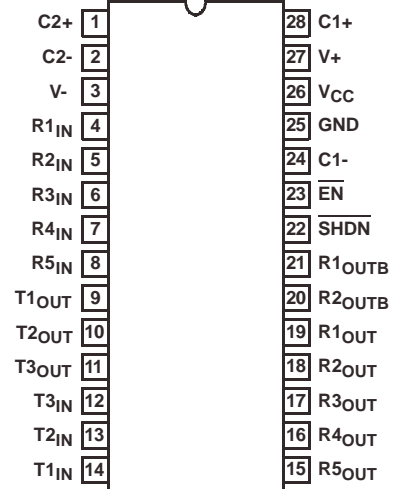 C2+ 1 28 C1+
C2- 2 27 V+
V- 3 26 VCC
R1IN 4 25 GND
R2IN 5 24 C1-
R3IN 6 23 EN
R4IN 7 22 SHDN
R5IN 8 21 R1OUTB
T1OUT 9 20 R2OUTB
T2OUT 10 19 R1OUT
T3OUT 11 18 R2OUT
T3IN 12 17 R3OUT
T2IN 13 16 R4OUT
T1IN 14 15 R5OUT